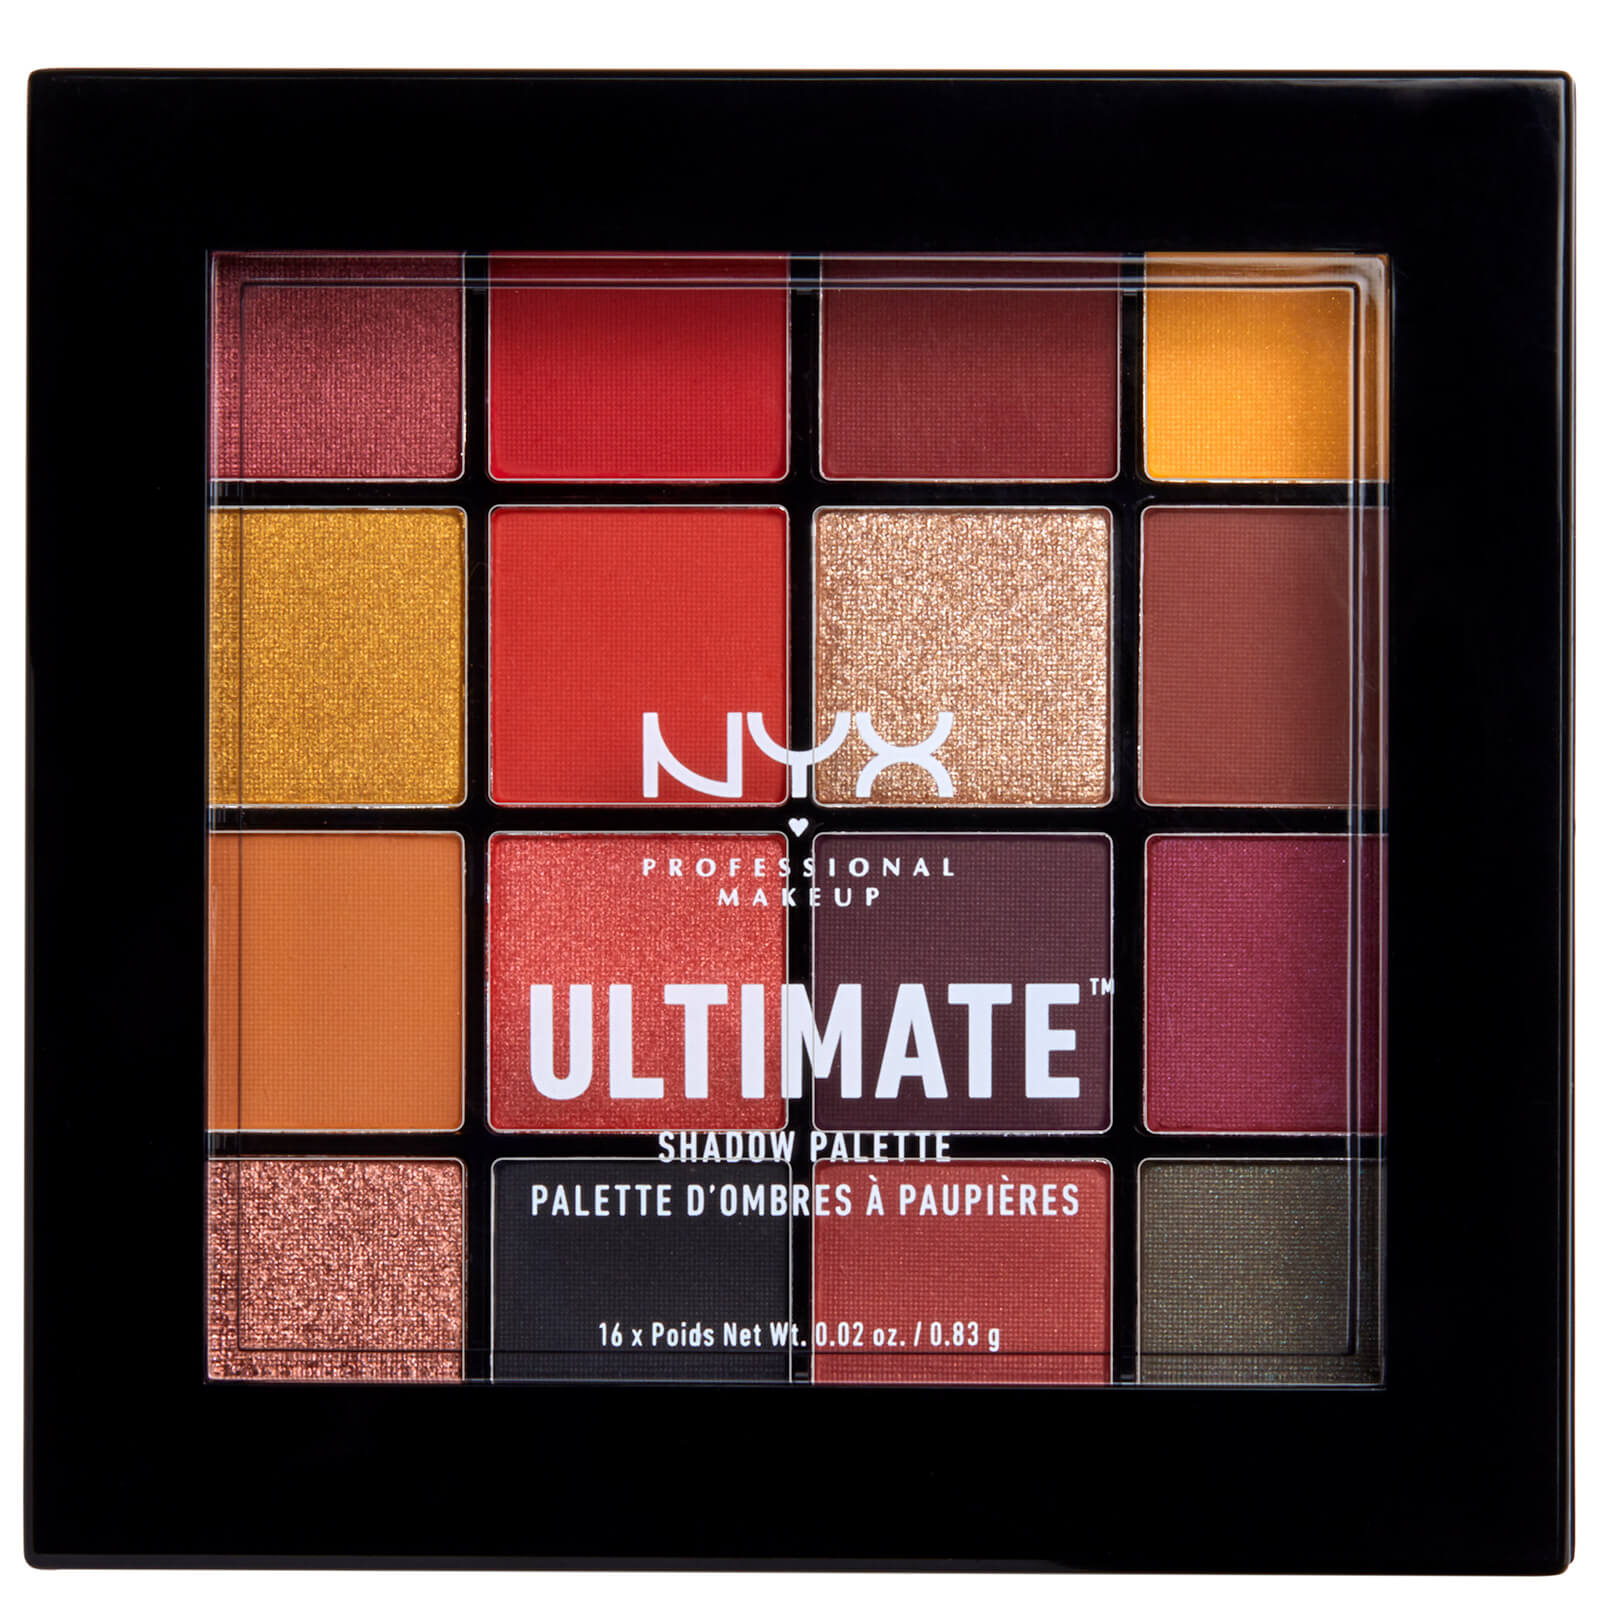 NYX
PROFESSIONAL
MAKEUP
ULTIMATE™
SHADOW PALETTE
PALETTE D'OMBRES À PAUPIÈRES
16 x Poids Net Wt. 0.02 oz. / 0.83 g